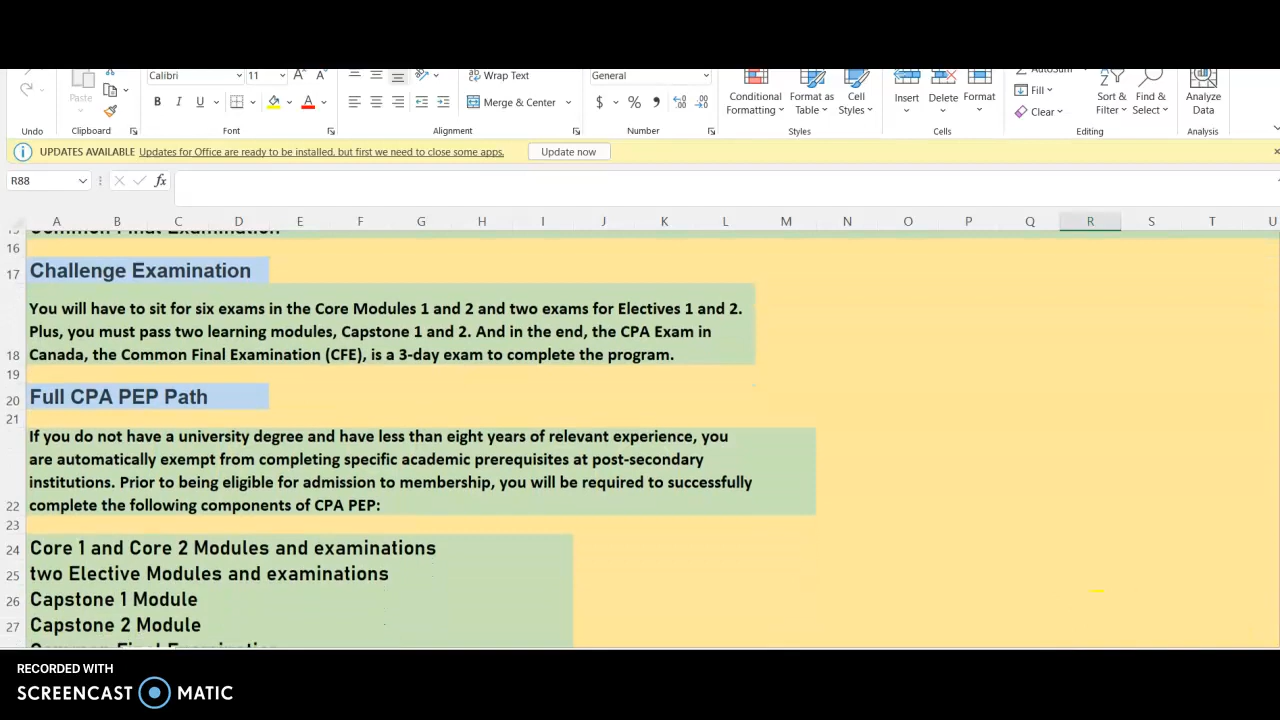 Calibri 11 Wrap Text General AutoSum
Paste B I U Merge & Center $ % Conditional Formatting Format as Table Cell Styles Insert Delete Format Fill Clear Sort & Filter Find & Select Analyze Data
Undo Clipboard Font Alignment Number Styles Cells Editing Analysis
UPDATES AVAILABLE Updates for Office are ready to be installed, but first we need to close some apps. Update now
R88 fx
A B C D E F G H I J K L M N O P Q R S T U
15 Common Final Examination
16
17 Challenge Examination
You will have to sit for six exams in the Core Modules 1 and 2 and two exams for Electives 1 and 2.
Plus, you must pass two learning modules, Capstone 1 and 2. And in the end, the CPA Exam in
18 Canada, the Common Final Examination (CFE), is a 3-day exam to complete the program.
19
20 Full CPA PEP Path
21
If you do not have a university degree and have less than eight years of relevant experience, you
are automatically exempt from completing specific academic prerequisites at post-secondary
institutions. Prior to being eligible for admission to membership, you will be required to successfully
22 complete the following components of CPA PEP:
23
24 Core 1 and Core 2 Modules and examinations
25 two Elective Modules and examinations
26 Capstone 1 Module
27 Capstone 2 Module
Common Final Examination
RECORDED WITH
SCREENCAST MATIC